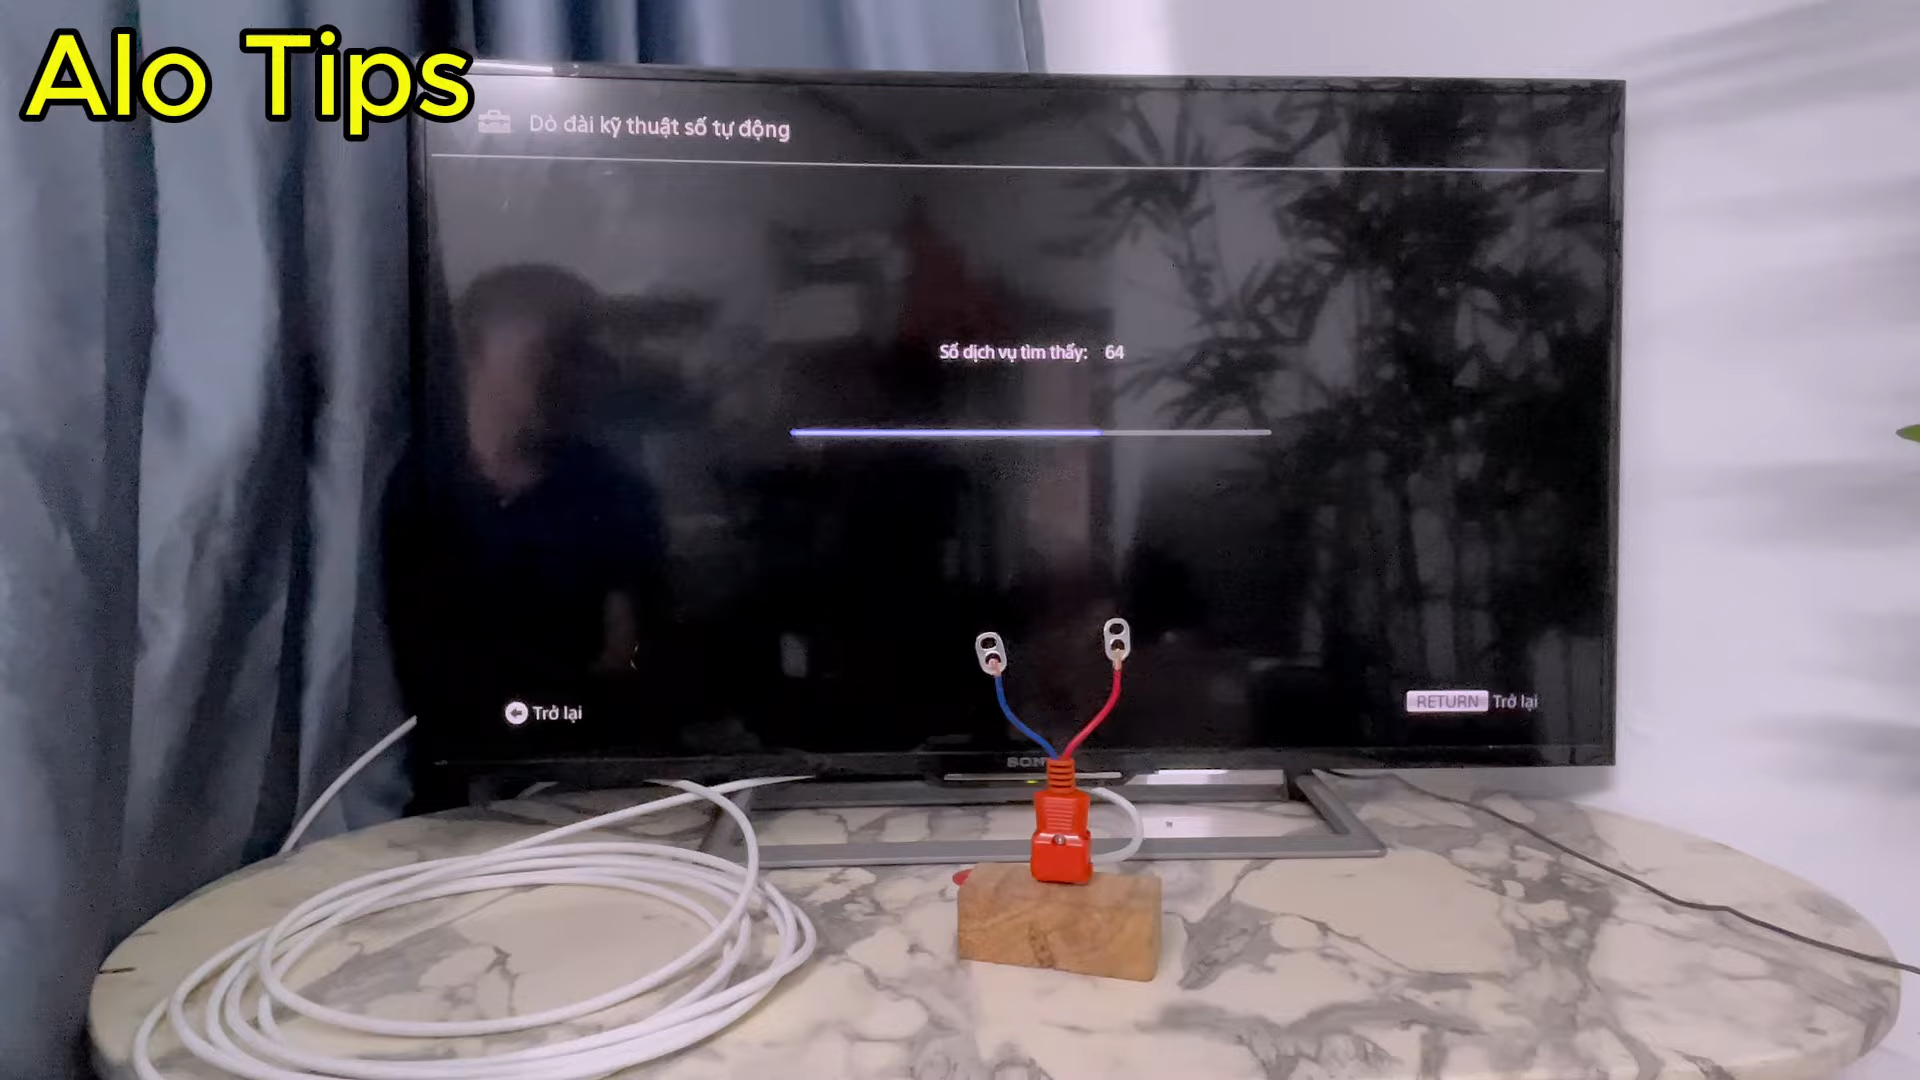 Alo Tips
Dò đài kỹ thuật số tự động
Số dịch vụ tìm thấy: 64
Trở lại
RETURN Trở lại